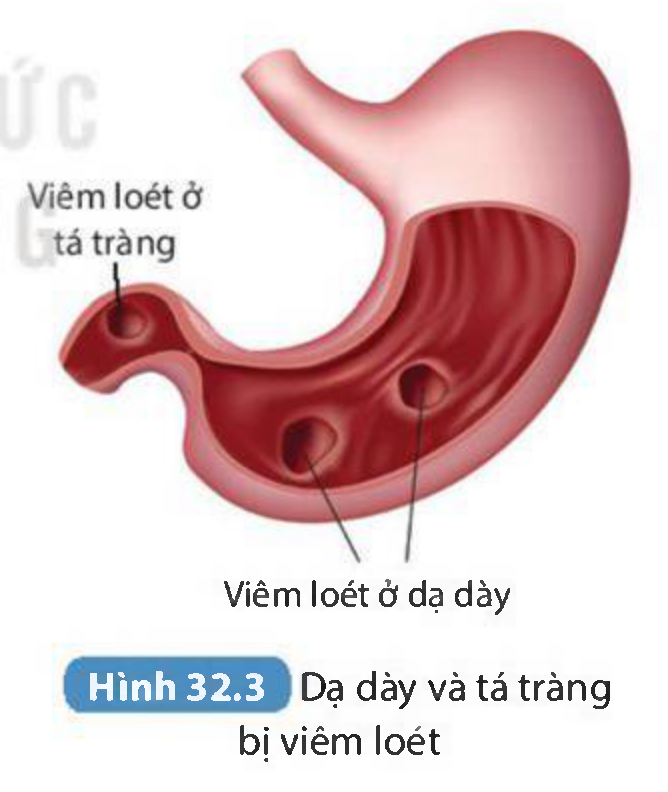 ỨC
G
Viêm loét ở
tá tràng
Viêm loét ở dạ dày
Hình 32.3 Dạ dày và tá tràng
bị viêm loét